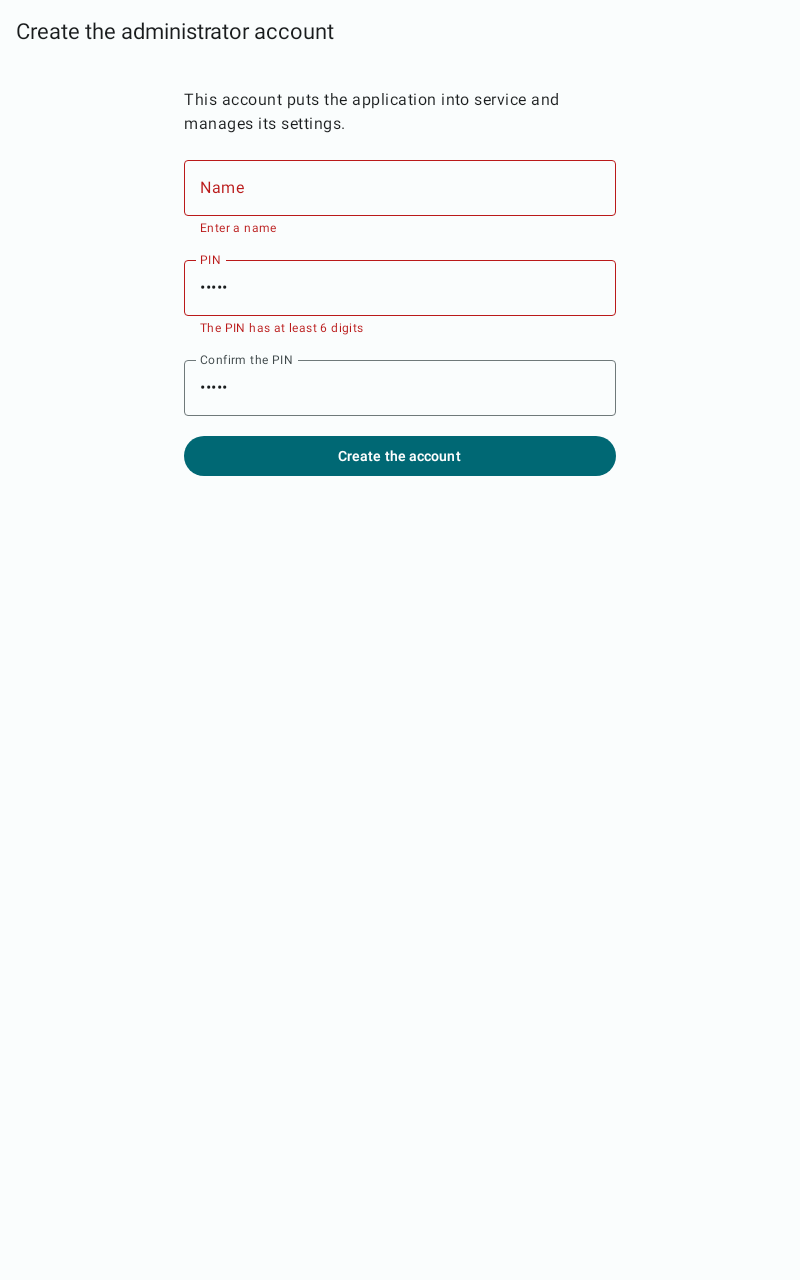 Create the administrator account
This account puts the application into service and
manages its settings.
Name
Enter a name
PIN
•••••
The PIN has at least 6 digits
Confirm the PIN
•••••
Create the account